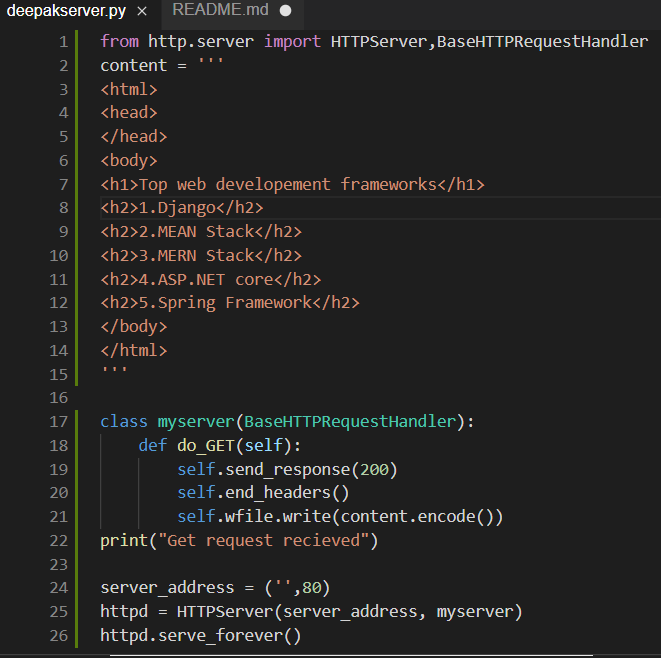 deepakserver.py × README.md ●
1 from http.server import HTTPServer,BaseHTTPRequestHandler
2 content = '''
3 <html>
4 <head>
5 </head>
6 <body>
7 <h1>Top web developement frameworks</h1>
8 <h2>1.Django</h2>
9 <h2>2.MEAN Stack</h2>
10 <h2>3.MERN Stack</h2>
11 <h2>4.ASP.NET core</h2>
12 <h2>5.Spring Framework</h2>
13 </body>
14 </html>
15 '''
16
17 class myserver(BaseHTTPRequestHandler):
18     def do_GET(self):
19         self.send_response(200)
20         self.end_headers()
21         self.wfile.write(content.encode())
22 print("Get request recieved")
23
24 server_address = ('',80)
25 httpd = HTTPServer(server_address, myserver)
26 httpd.serve_forever()